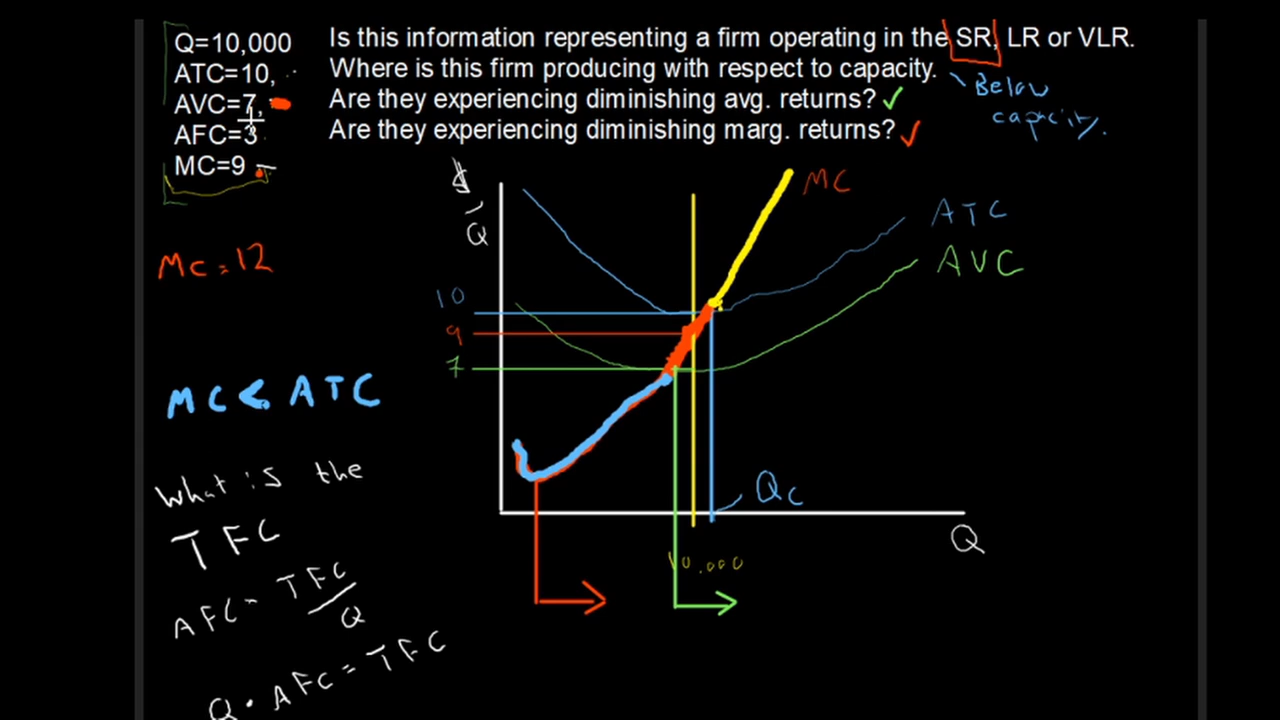 Q=10,000
ATC=10,
AVC=7,
AFC=3
MC=9
Is this information representing a firm operating in the SR, LR or VLR.
Where is this firm producing with respect to capacity.
Are they experiencing diminishing avg. returns? ✓
Are they experiencing diminishing marg. returns? ✓
Below
capacity.
$
Q
MC
ATC
AVC
MC=12
10
9
7
MC<ATC
Qc
Q
10,000
What is the
TFC
AFC = TFC
Q
Q • AFC = TFC